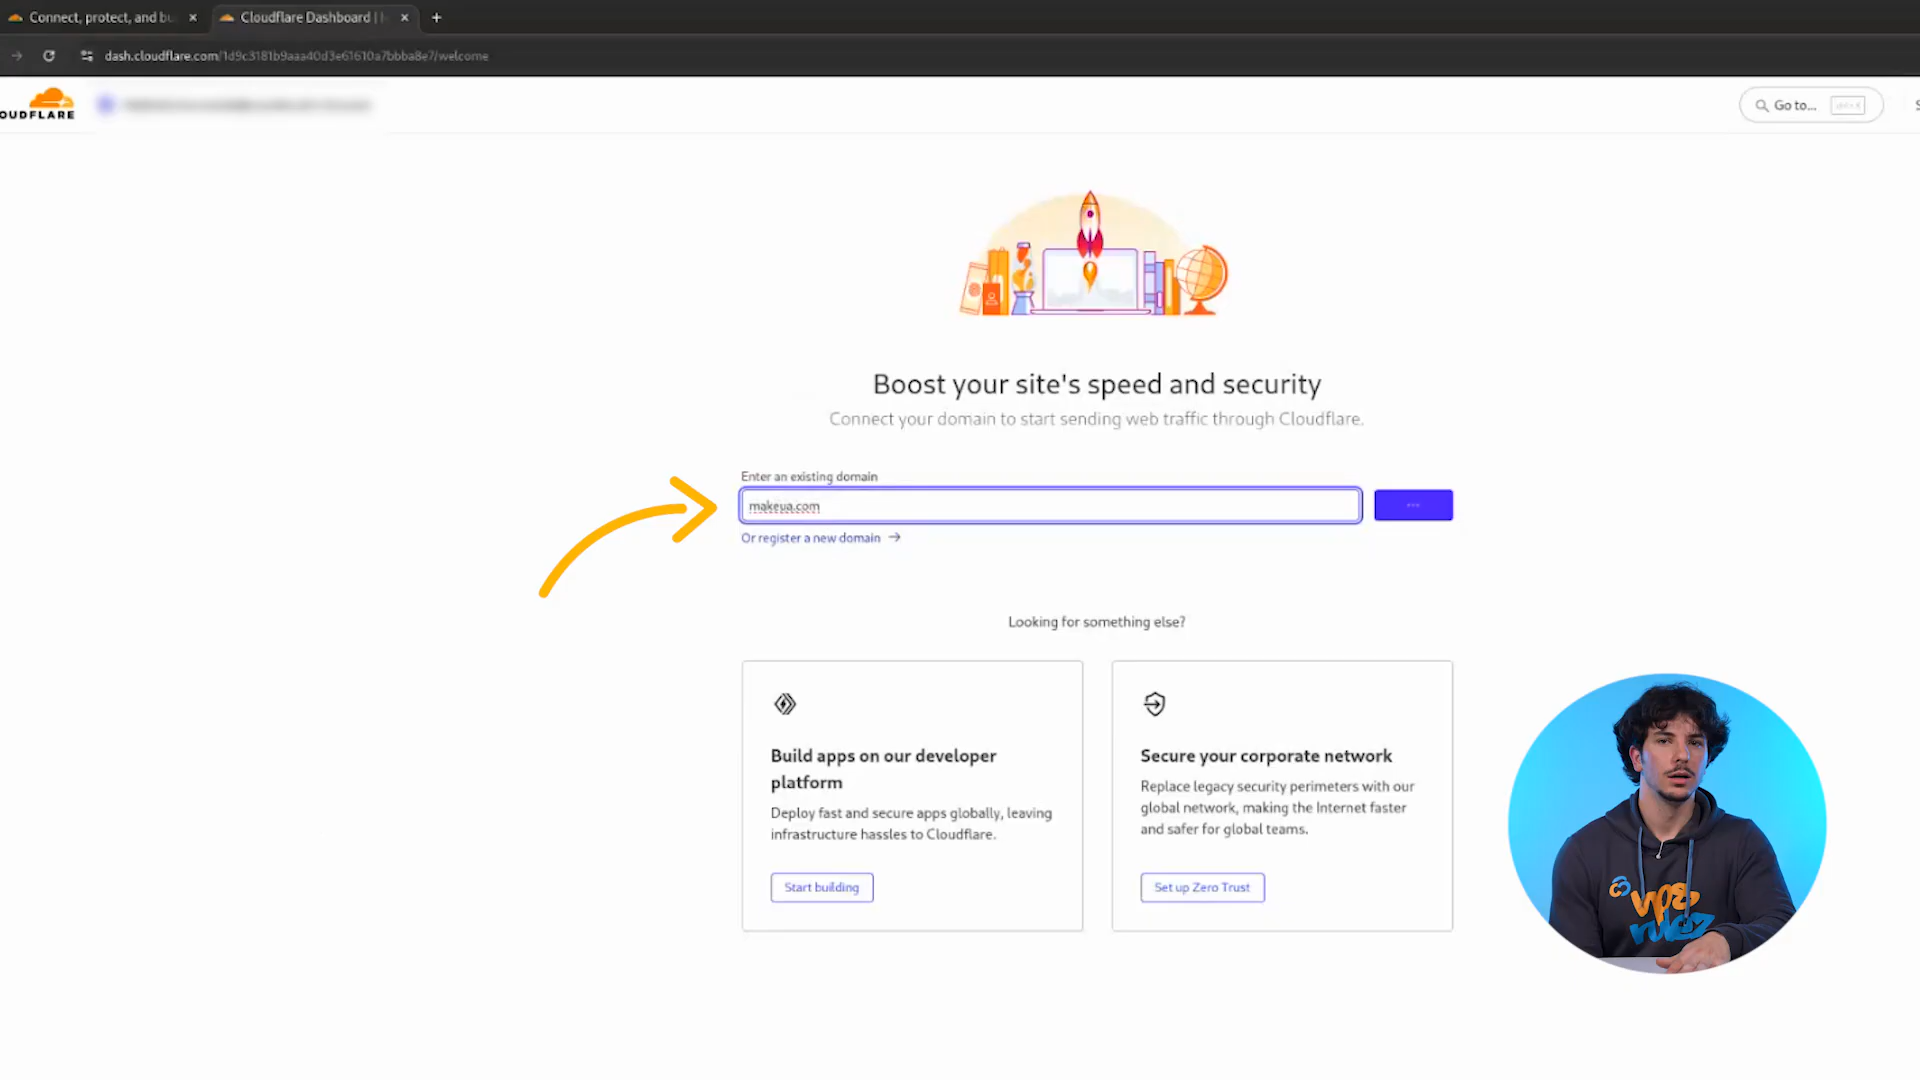 Connect, protect, and bu
Cloudflare Dashboard |
dash.cloudflare.com/1d9c3181b9aaa40d3e61610a7bbba8e7/welcome
OUDFLARE
Go to...
Boost your site's speed and security
Connect your domain to start sending web traffic through Cloudflare.
Enter an existing domain
makeua.com
Or register a new domain →
Looking for something else?
Build apps on our developer
platform
Deploy fast and secure apps globally, leaving
infrastructure hassles to Cloudflare.
Start building
Secure your corporate network
Replace legacy security perimeters with our
global network, making the Internet faster
and safer for global teams.
Set up Zero Trust
vps